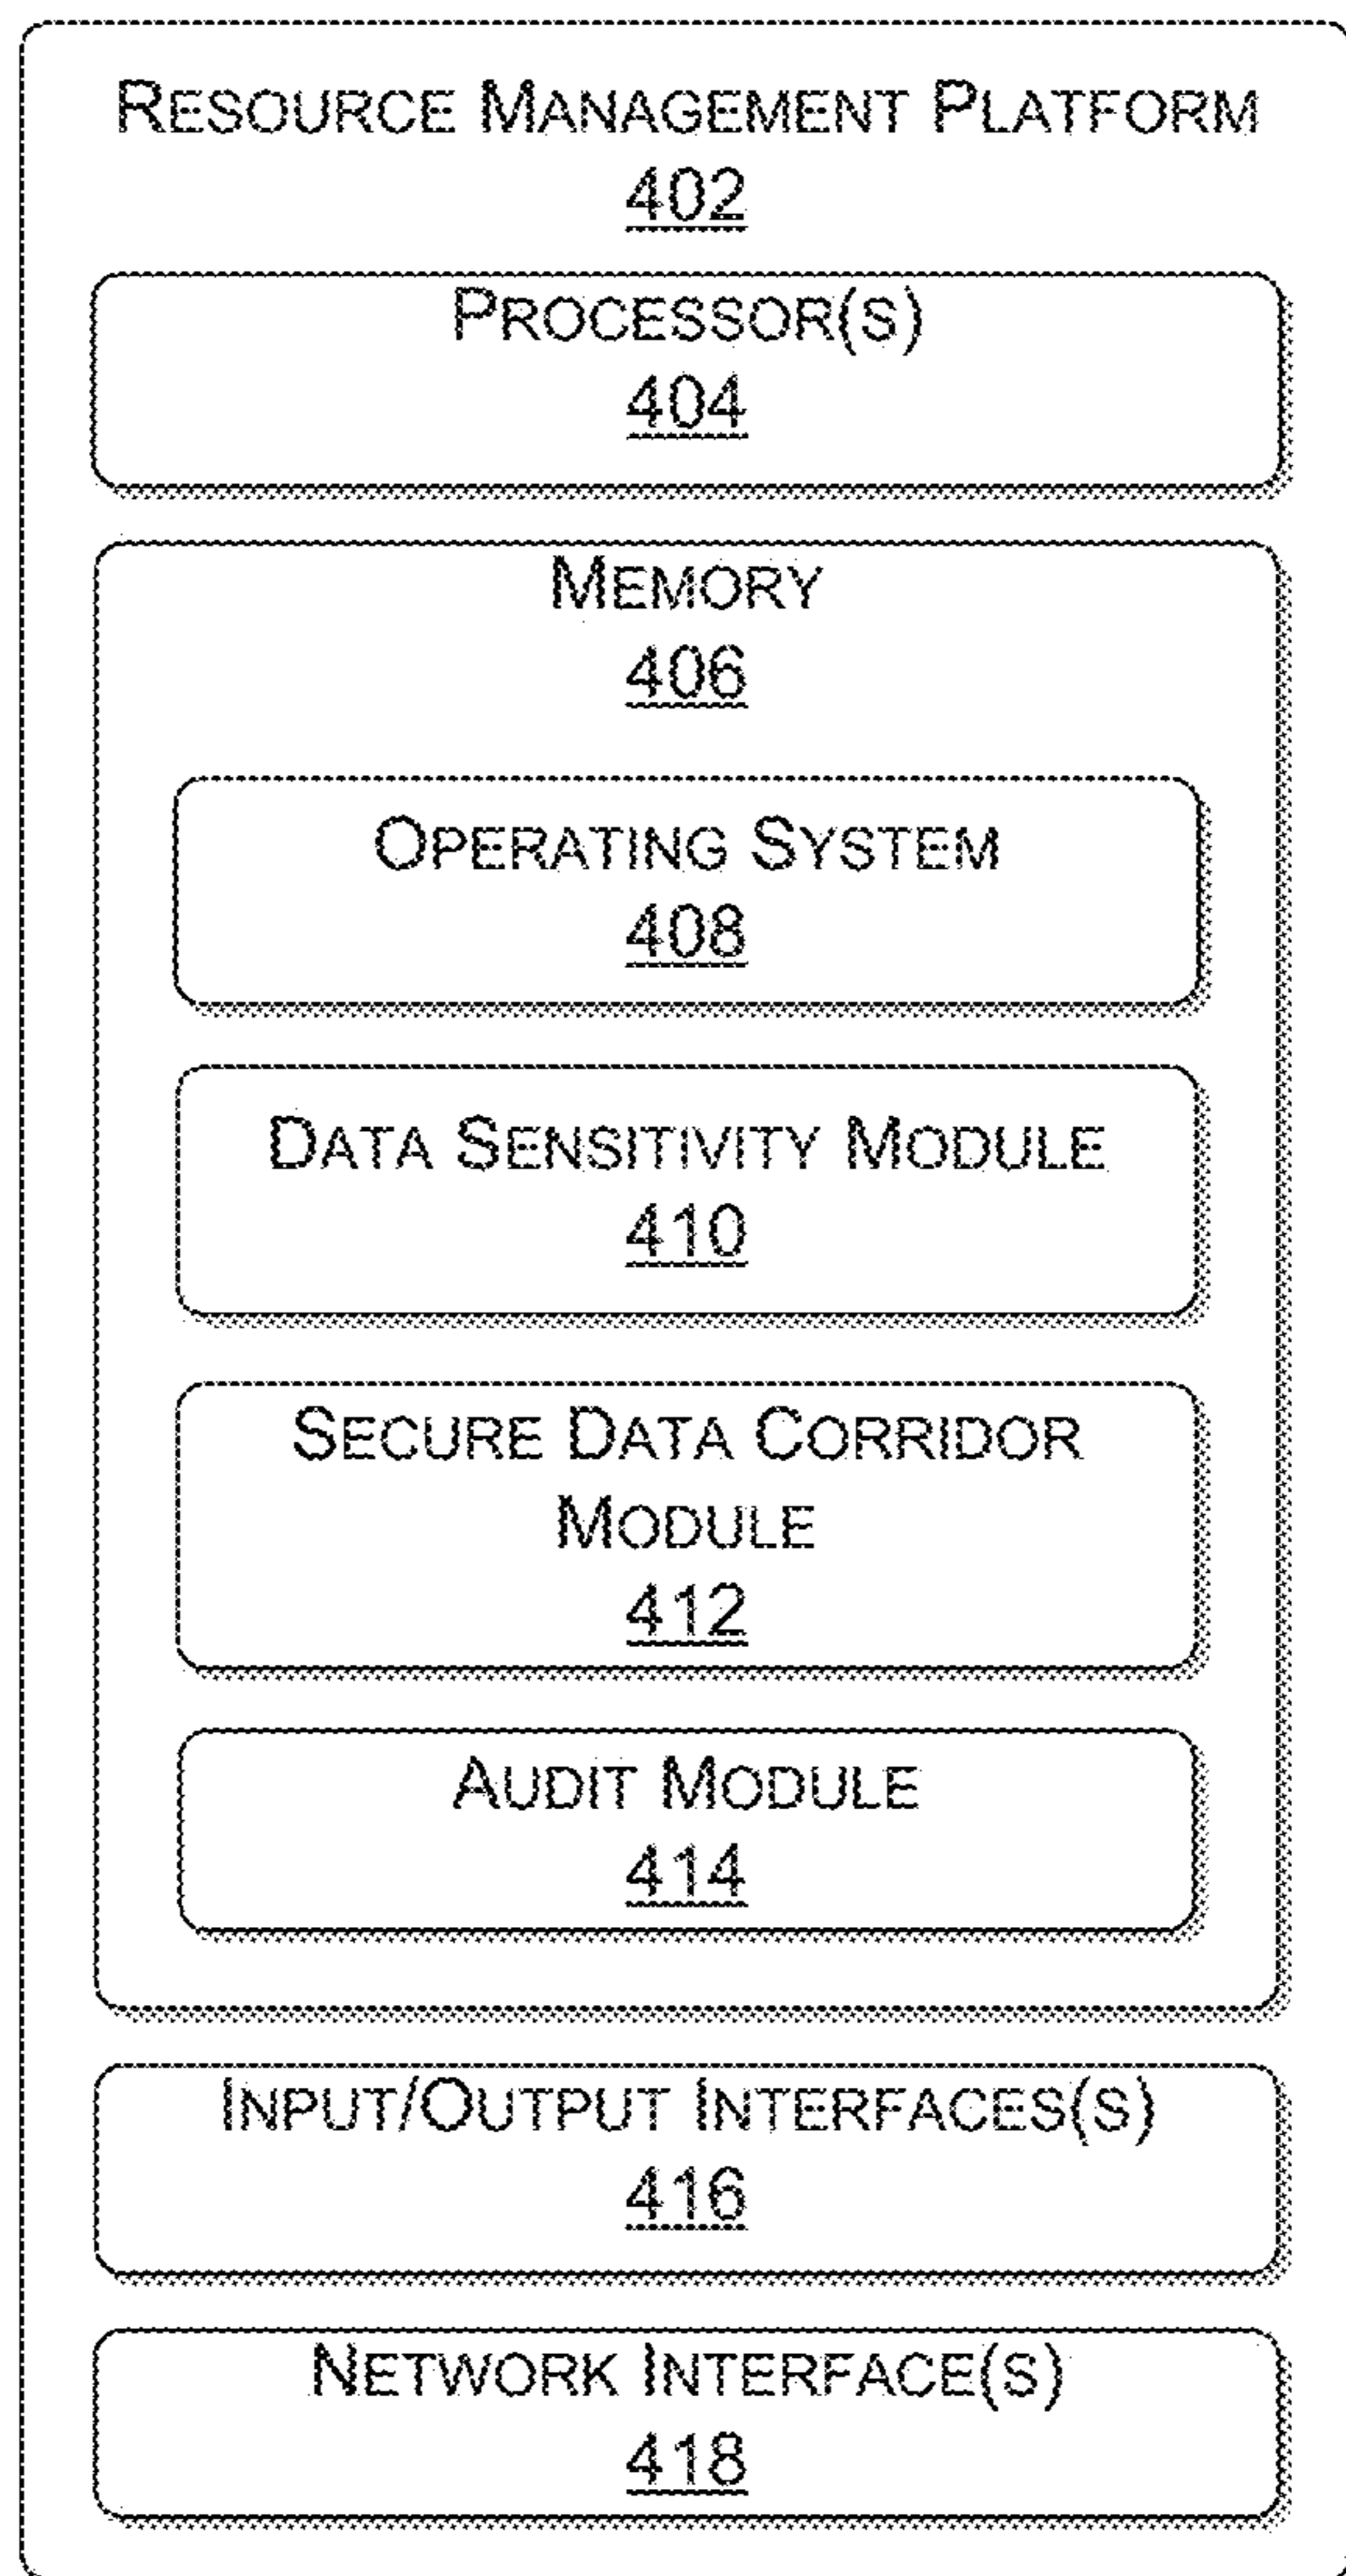 RESOURCE MANAGEMENT PLATFORM
402
PROCESSOR(S)
404
MEMORY
406
OPERATING SYSTEM
408
DATA SENSITIVITY MODULE
410
SECURE DATA CORRIDOR
MODULE
412
AUDIT MODULE
414
INPUT/OUTPUT INTERFACES(S)
416
NETWORK INTERFACE(S)
418